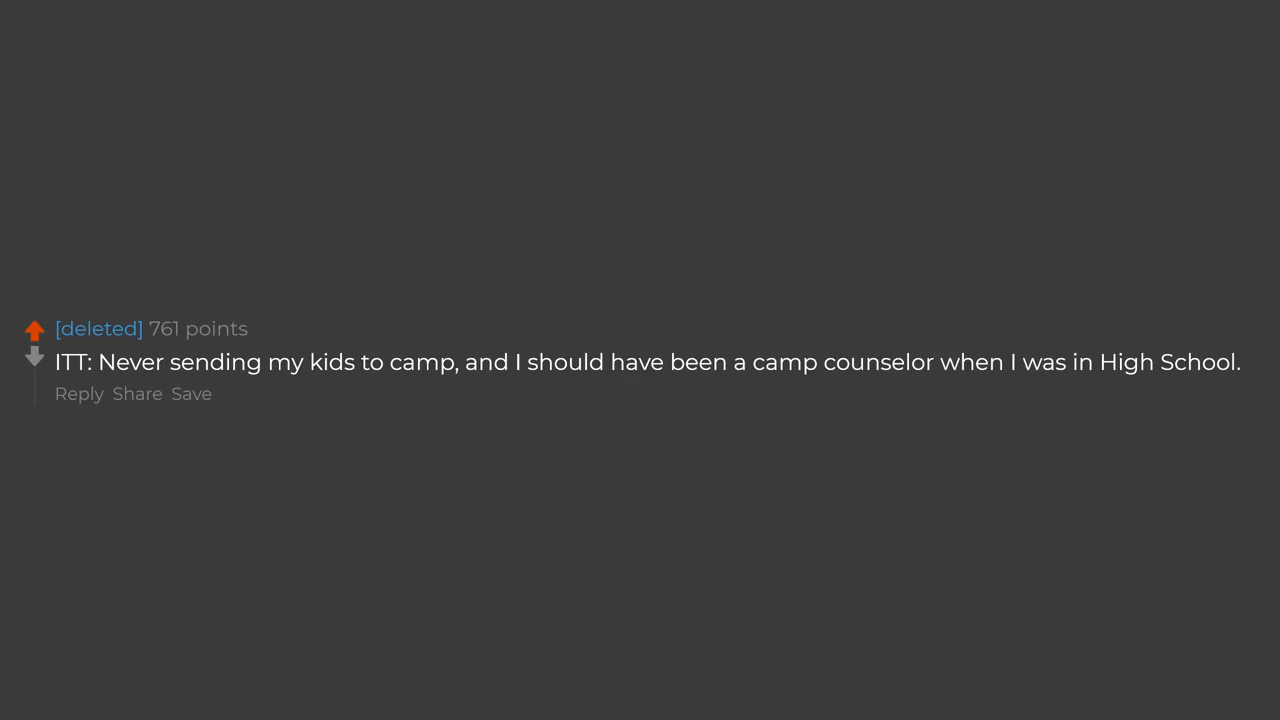 [deleted] 761 points
ITT: Never sending my kids to camp, and I should have been a camp counselor when I was in High School.
Reply Share Save